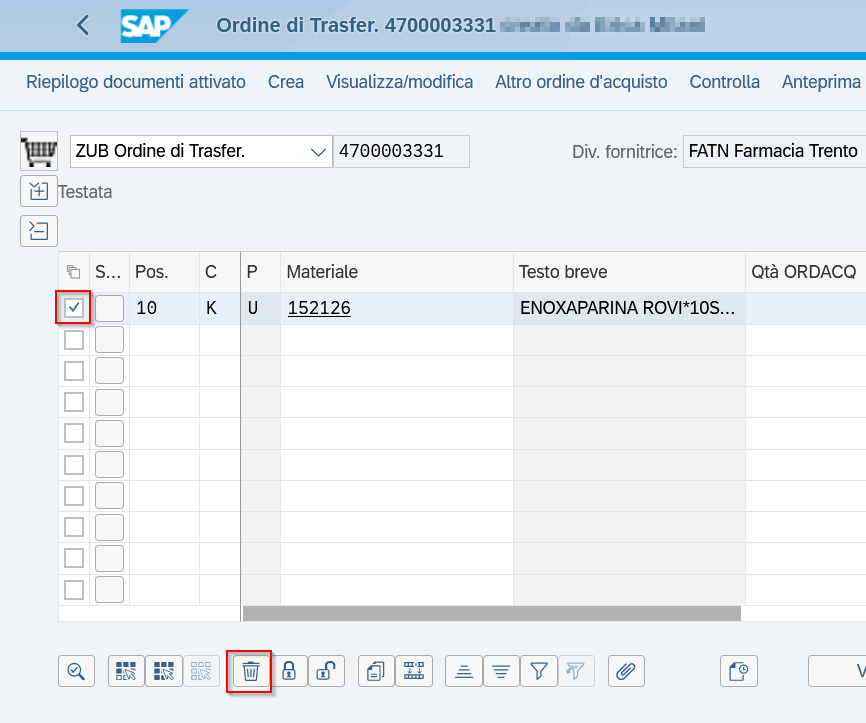 SAP Ordine di Trasfer. 4700003331
Riepilogo documenti attivato Crea Visualizza/modifica Altro ordine d'acquisto Controlla Anteprima
ZUB Ordine di Trasfer. 4700003331 Div. fornitrice: FATN Farmacia Trento
Testata
S... Pos. C P Materiale Testo breve Qtà ORDACQ
10 K U 152126 ENOXAPARINA ROVI*10S...
V